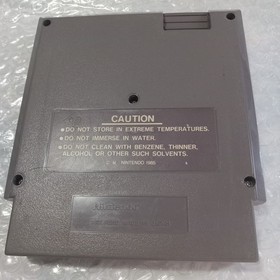 CAUTION
●DO NOT STORE IN EXTREME TEMPERATURES.
●DO NOT IMMERSE IN WATER.
●DO NOT CLEAN WITH BENZENE, THINNER,
ALCOHOL OR OTHER SUCH SOLVENTS.
NINTENDO